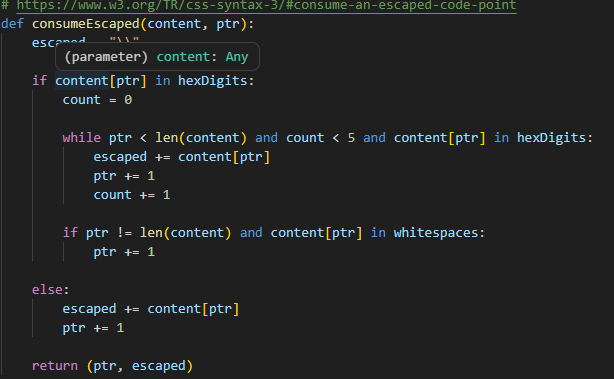 # https://www.w3.org/TR/css-syntax-3/#consume-an-escaped-code-point
def consumeEscaped(content, ptr):
    escaped "\\"
(parameter) content: Any
    if content[ptr] in hexDigits:
        count = 0
        while ptr < len(content) and count < 5 and content[ptr] in hexDigits:
            escaped += content[ptr]
            ptr += 1
            count += 1
        if ptr != len(content) and content[ptr] in whitespaces:
            ptr += 1
    else:
        escaped += content[ptr]
        ptr += 1
    return (ptr, escaped)